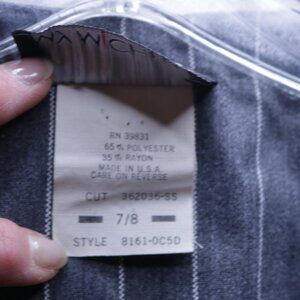 RN 39831
65% POLYESTER
35% RAYON
MADE IN U.S.A.
CARE ON REVERSE
CUT 362036-SS
7/8
STYLE 8161-0C5D